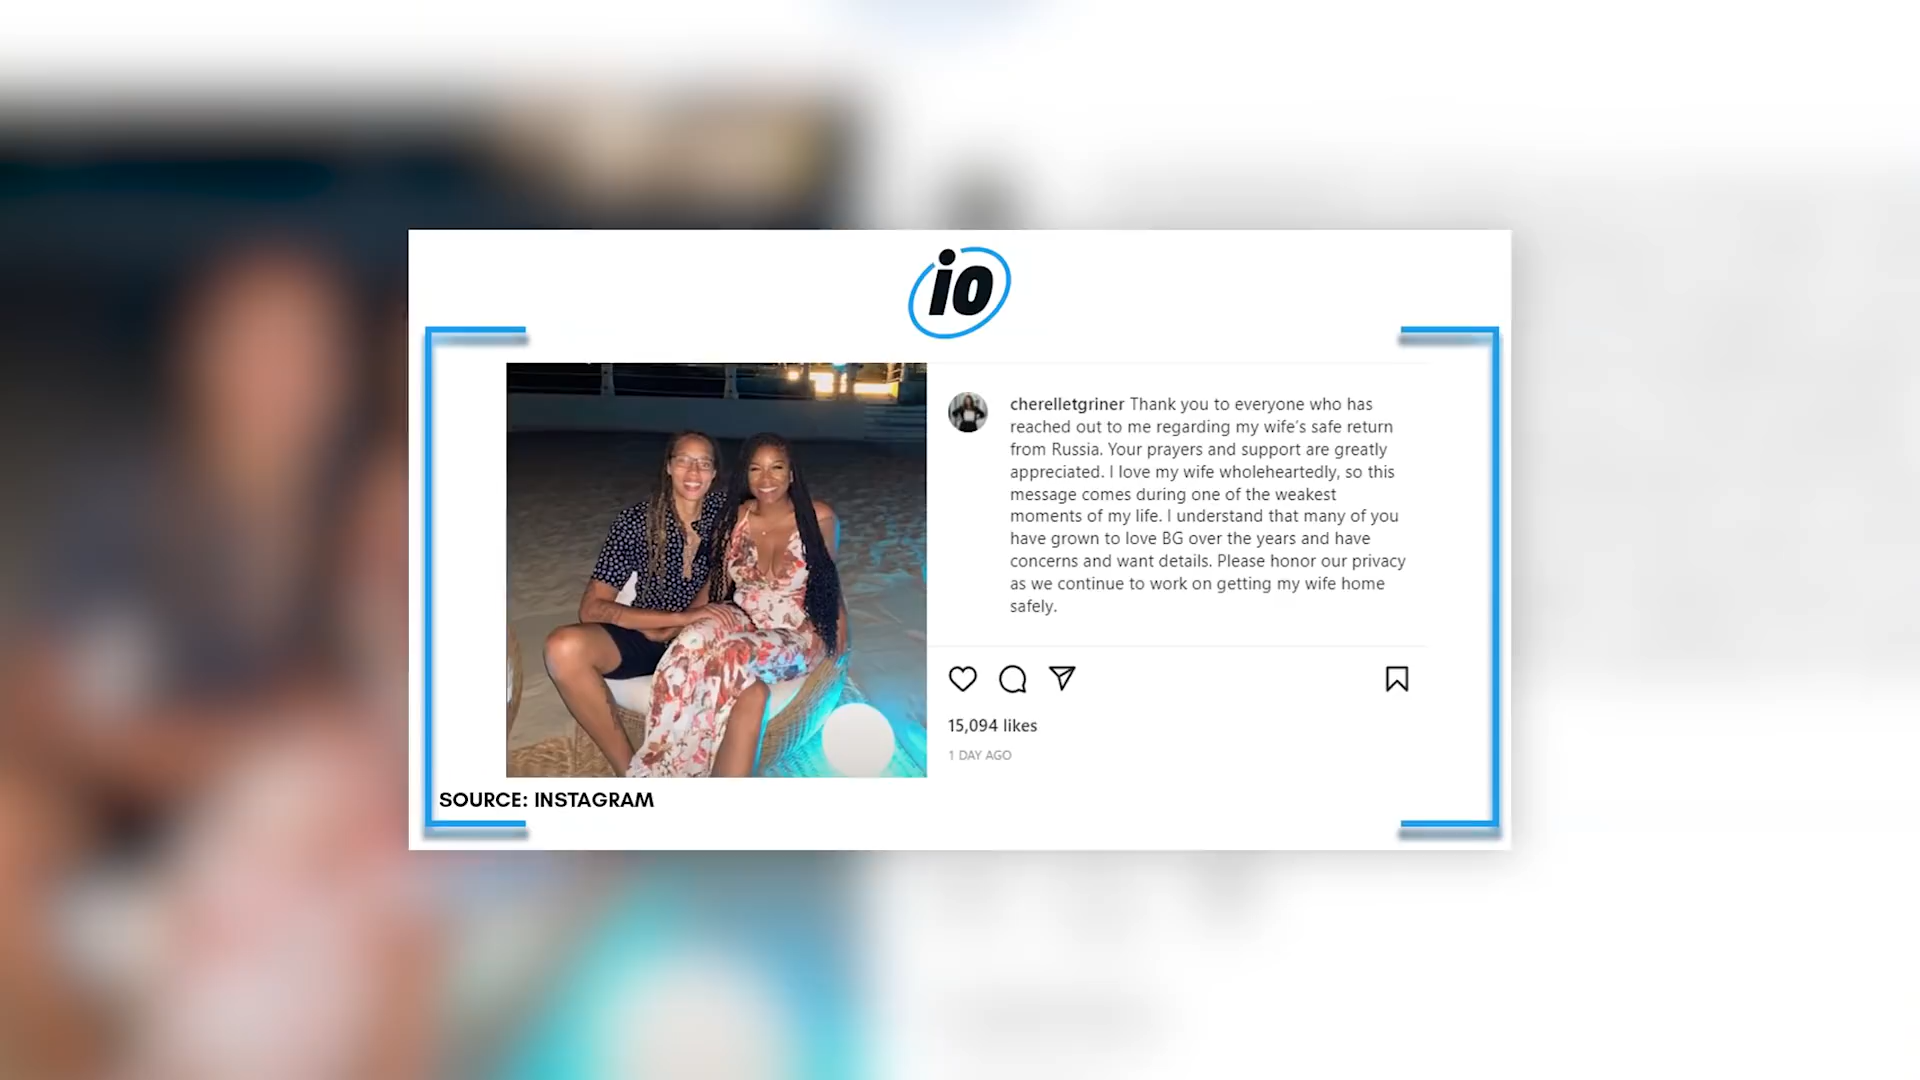 io
cherelletgriner Thank you to everyone who has
reached out to me regarding my wife's safe return
from Russia. Your prayers and support are greatly
appreciated. I love my wife wholeheartedly, so this
message comes during one of the weakest
moments of my life. I understand that many of you
have grown to love BG over the years and have
concerns and want details. Please honor our privacy
as we continue to work on getting my wife home
safely.
15,094 likes
1 DAY AGO
SOURCE: INSTAGRAM